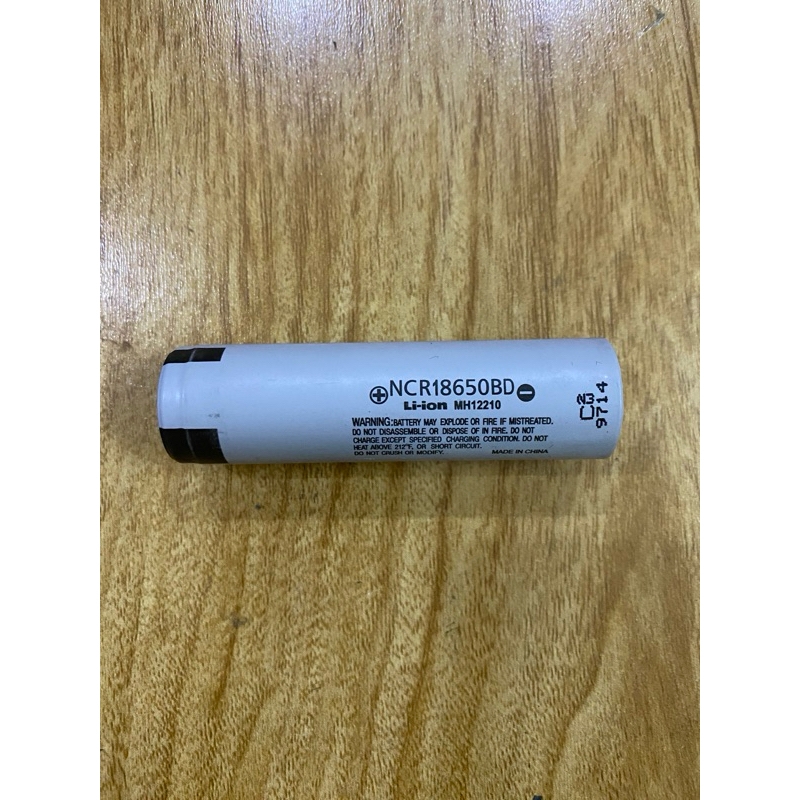 ⊕NCR18650BD⊖
Li-ion MH12210
WARNING:BATTERY MAY EXPLODE OR FIRE IF MISTREATED.
DO NOT DISASSEMBLE OR DISPOSE OF IN FIRE. DO NOT
CHARGE EXCEPT SPECIFIED CHARGING CONDITION. DO NOT
HEAT ABOVE 212°F, OR SHORT CIRCUIT.
DO NOT CRUSH OR MODIFY. MADE IN CHINA
9714